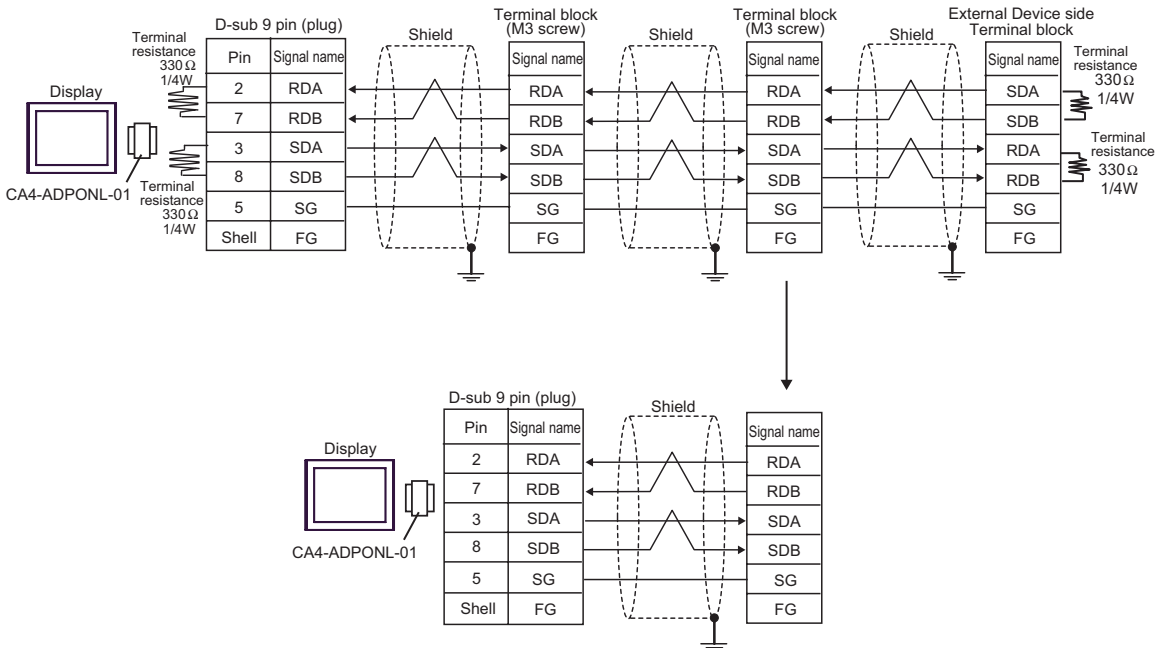 Terminal
resistance
330Ω
1/4W
D-sub 9 pin (plug)
Shield
Terminal block
(M3 screw)
Shield
Terminal block
(M3 screw)
Shield
External Device side
Terminal block
Terminal
resistance
330Ω
1/4W
Display
CA4-ADPONL-01
Pin Signal name
2 RDA
7 RDB
3 SDA
8 SDB
5 SG
Shell FG
Terminal
resistance
330Ω
1/4W
Signal name
RDA
RDB
SDA
SDB
SG
FG
Signal name
RDA
RDB
SDA
SDB
SG
FG
Signal name
SDA
SDB
RDA
RDB
SG
FG
Terminal
resistance
330Ω
1/4W
D-sub 9 pin (plug)
Shield
Display
CA4-ADPONL-01
Pin Signal name
2 RDA
7 RDB
3 SDA
8 SDB
5 SG
Shell FG
Signal name
RDA
RDB
SDA
SDB
SG
FG